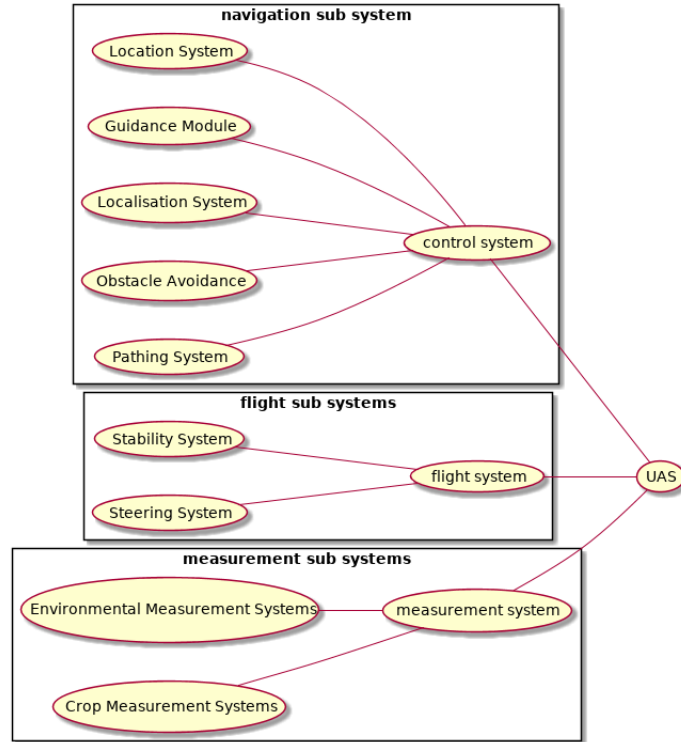 navigation sub system
Location System
Guidance Module
Localisation System
control system
Obstacle Avoidance
Pathing System
flight sub systems
Stability System
flight system
UAS
Steering System
measurement sub systems
Environmental Measurement Systems
measurement system
Crop Measurement Systems